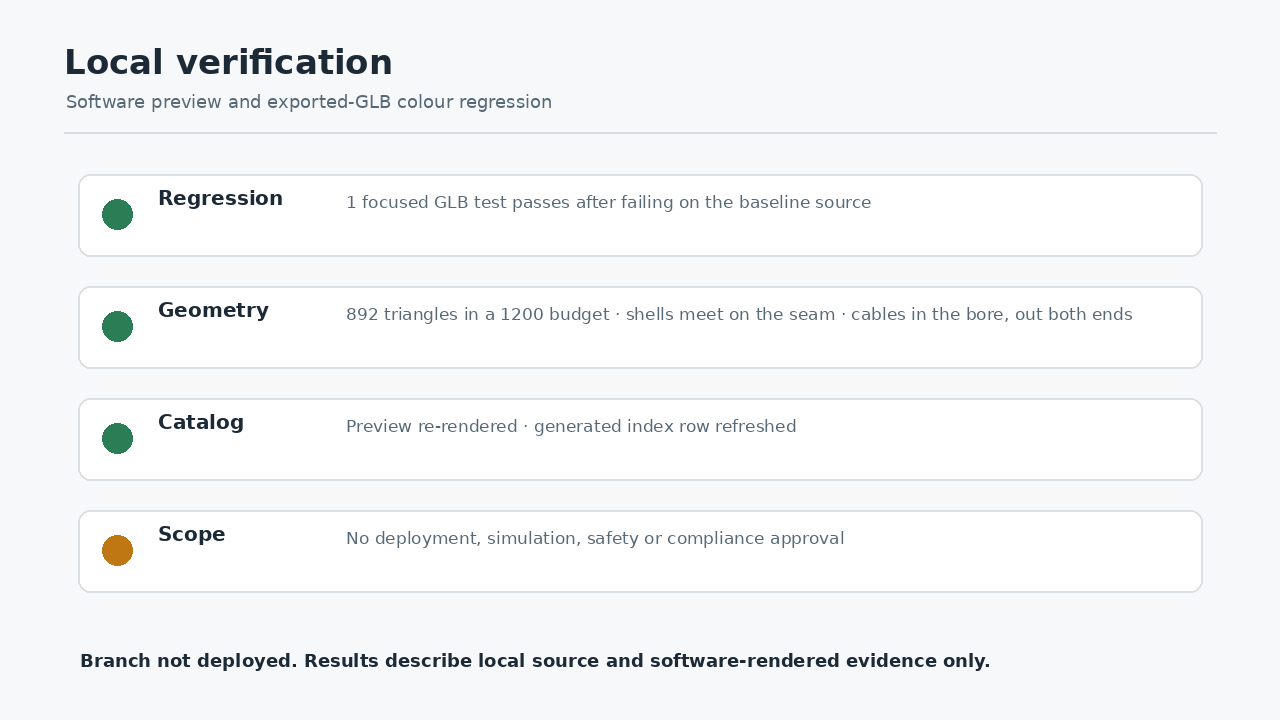 Local verification
Software preview and exported-GLB colour regression
Regression
1 focused GLB test passes after failing on the baseline source
Geometry
892 triangles in a 1200 budget · shells meet on the seam · cables in the bore, out both ends
Catalog
Preview re-rendered · generated index row refreshed
Scope
No deployment, simulation, safety or compliance approval
Branch not deployed. Results describe local source and software-rendered evidence only.